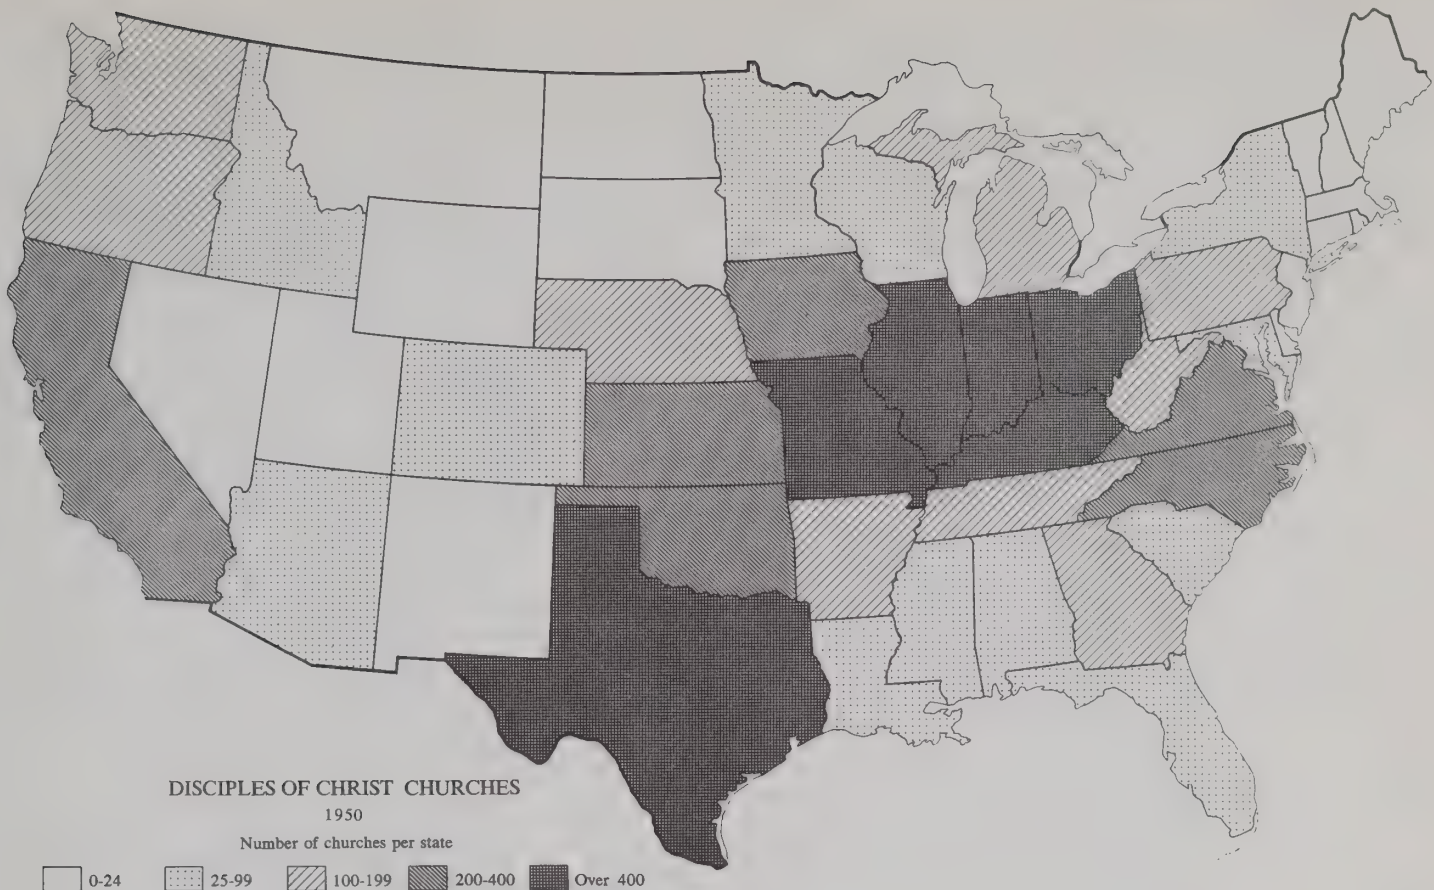 DISCIPLES OF CHRIST CHURCHES
1950
Number of churches per state
0-24 25-99 100-199 200-400 Over 400